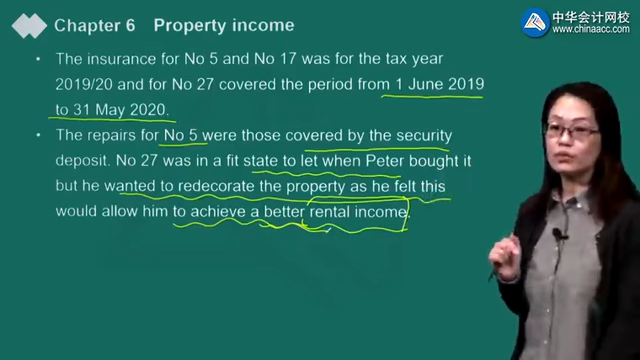 Chapter 6 Property income
中华会计网校
www.chinaacc.com
• The insurance for No 5 and No 17 was for the tax year
2019/20 and for No 27 covered the period from 1 June 2019
to 31 May 2020.
• The repairs for No 5 were those covered by the security
deposit. No 27 was in a fit state to let when Peter bought it
but he wanted to redecorate the property as he felt this
would allow him to achieve a better rental income.